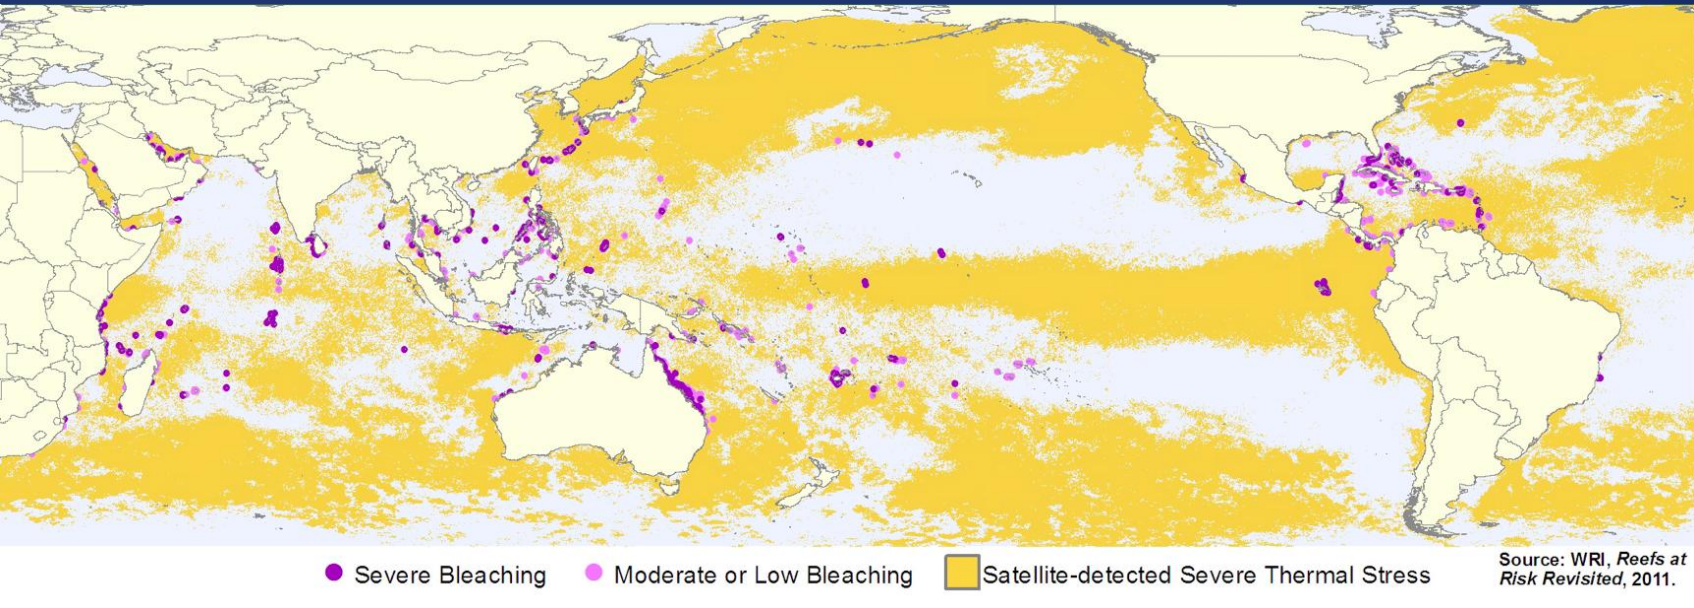 Severe Bleaching
Moderate or Low Bleaching
Satellite-detected Severe Thermal Stress
Source: WRI, Reefs at
Risk Revisited, 2011.